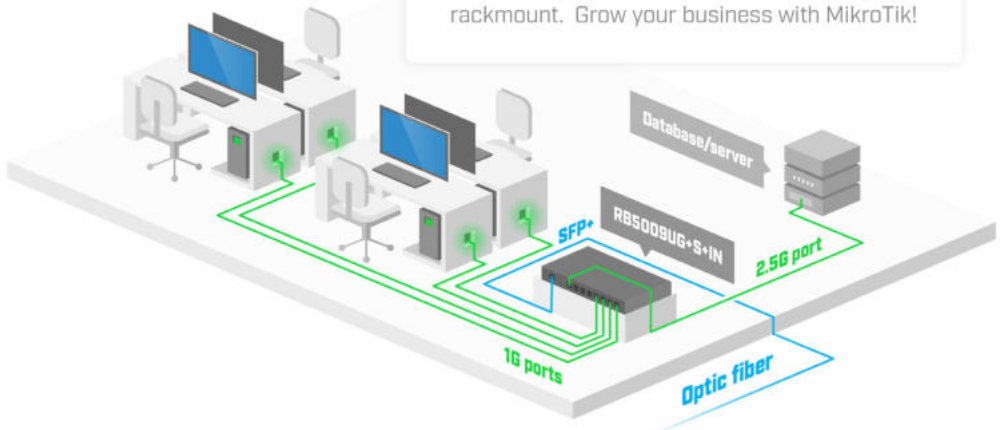 rackmount. Grow your business with MikroTik!
Database/server
RB5009UG+S+IN
SFP+
2.5G port
1G ports
Optic fiber